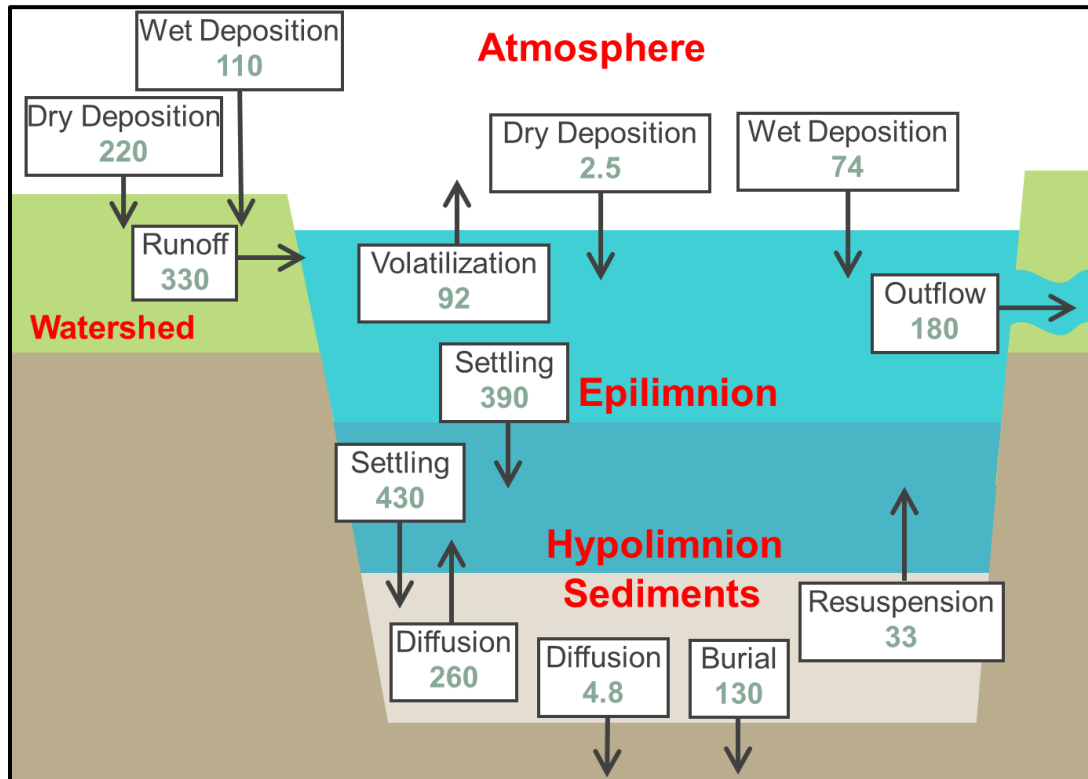 Wet Deposition
110
Atmosphere
Dry Deposition
220
Dry Deposition
2.5
Wet Deposition
74
Runoff
330
Volatilization
92
Outflow
180
Watershed
Settling
390
Epilimnion
Settling
430
Hypolimnion
Sediments
Resuspension
33
Diffusion
260
Diffusion
4.8
Burial
130